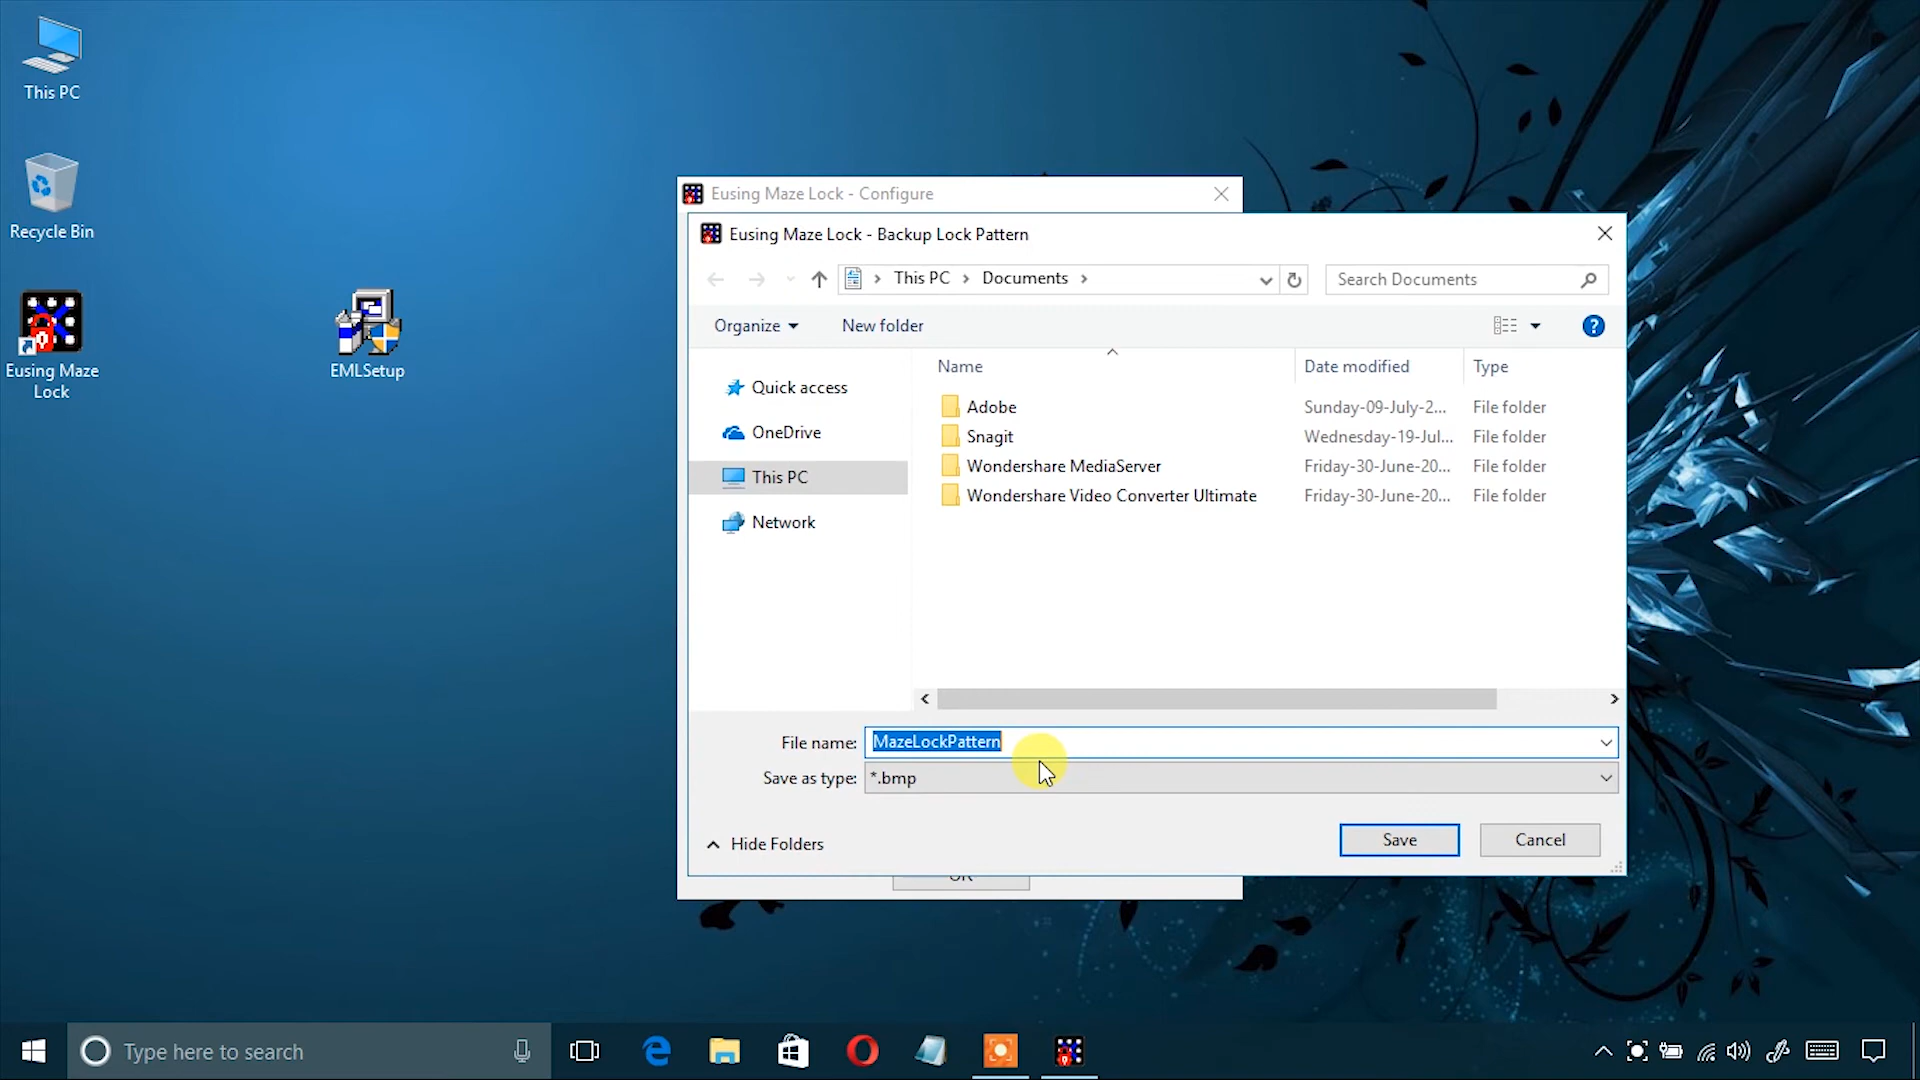 This PC
Recycle Bin
Eusing Maze
Lock
EMLSetup
Eusing Maze Lock - Configure
Eusing Maze Lock - Backup Lock Pattern
This PC
Documents
Search Documents
Organize
New folder
?
Name
Date modified
Type
Quick access
OneDrive
This PC
Network
Adobe
Sunday-09-July-2...
File folder
Snagit
Wednesday-19-Jul...
File folder
Wondershare MediaServer
Friday-30-June-20...
File folder
Wondershare Video Converter Ultimate
Friday-30-June-20...
File folder
File name:
MazeLockPattern
Save as type:
*.bmp
Hide Folders
Save
Cancel
OK
Type here to search